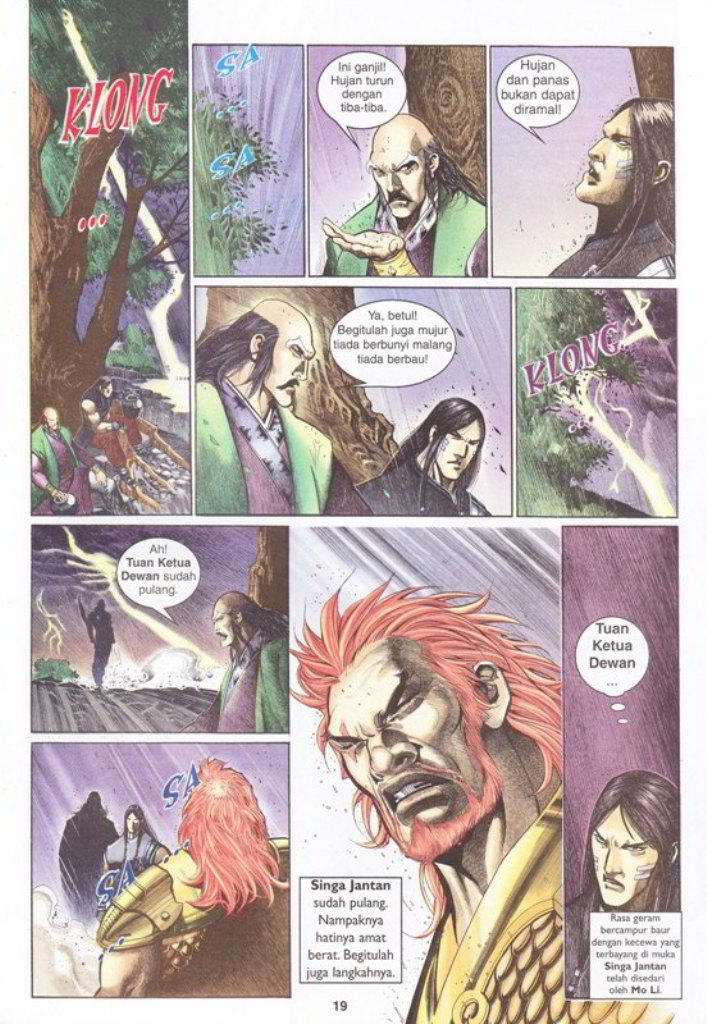 KLONG
...
SA
...
SA
...
Ini ganjil!
Hujan turun
dengan
tiba-tiba.
Hujan
dan panas
bukan dapat
diramal!
Ya, betul!
Begitulah juga mujur
tiada berbunyi malang
tiada berbau!
KLONG
...
Ah!
Tuan Ketua
Dewan sudah
pulang.
Tuan
Ketua
Dewan
...
SA
...
SA
...
Singa Jantan
sudah pulang.
Nampaknya
hatinya amat
berat. Begitulah
juga langkahnya.
Rasa geram
bercampur baur
dengan kecewa yang
terbayang di muka
Singa Jantan
telah disedari
oleh Mo Li.
19